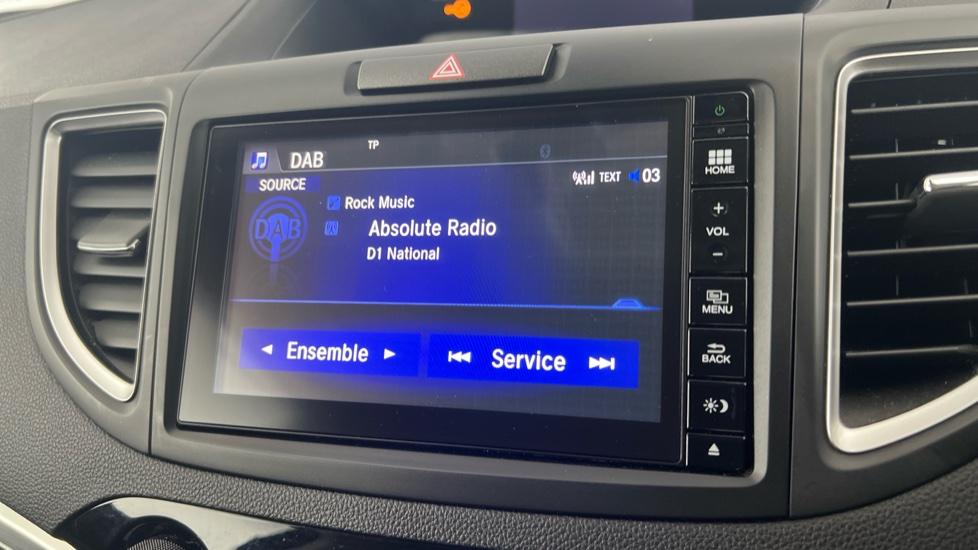 TP
DAB
TEXT 03
SOURCE
DAB
Rock Music
Absolute Radio
D1 National
Ensemble
Service
HOME
+
VOL
-
MENU
BACK